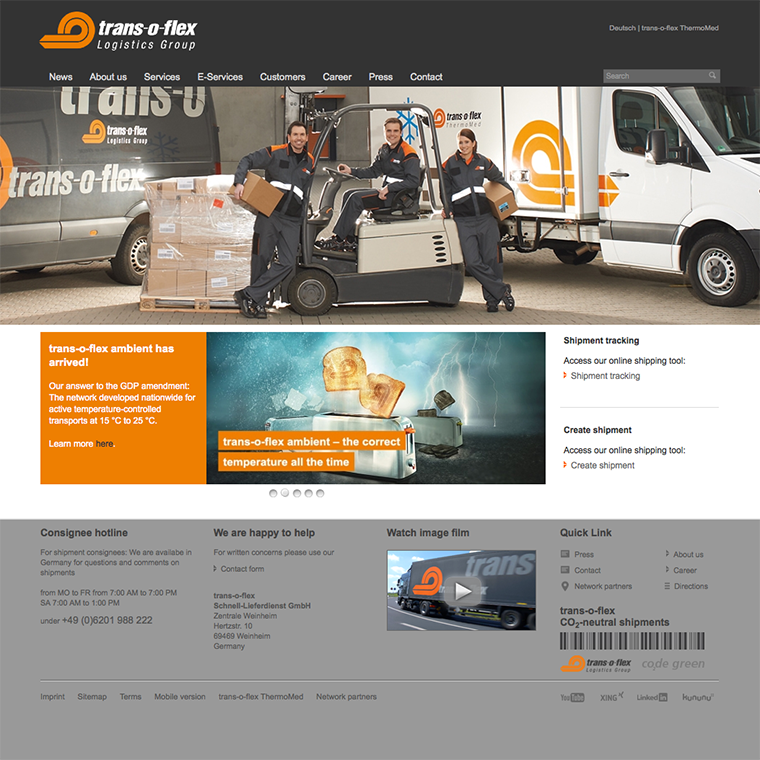 trans-o-flex
Logistics Group
Deutsch | trans-o-flex ThermoMed
News About us Services E-Services Customers Career Press Contact
Search
trans-o
trans-o-flex
Logistics Group
trans-o-flex
trans-o-flex
ThermoMed
trans-o-flex ambient has
arrived!
Our answer to the GDP amendment:
The network developed nationwide for
active temperature-controlled
transports at 15 °C to 25 °C.
Learn more here.
trans-o-flex ambient – the correct
temperature all the time
Shipment tracking
Access our online shipping tool:
Shipment tracking
Create shipment
Access our online shipping tool:
Create shipment
Consignee hotline
For shipment consignees: We are availabe in
Germany for questions and comments on
shipments
from MO to FR from 7:00 AM to 7:00 PM
SA 7:00 AM to 1:00 PM
under +49 (0)6201 988 222
We are happy to help
For written concerns please use our
Contact form
trans-o-flex
Schnell-Lieferdienst GmbH
Zentrale Weinheim
Hertzstr. 10
69469 Weinheim
Germany
Watch image film
trans
Quick Link
Press About us
Contact Career
Network partners Directions
trans-o-flex
CO2-neutral shipments
trans-o-flex
Logistics Group
code green
Imprint Sitemap Terms Mobile version trans-o-flex ThermoMed Network partners
YouTube XING LinkedIn kununu